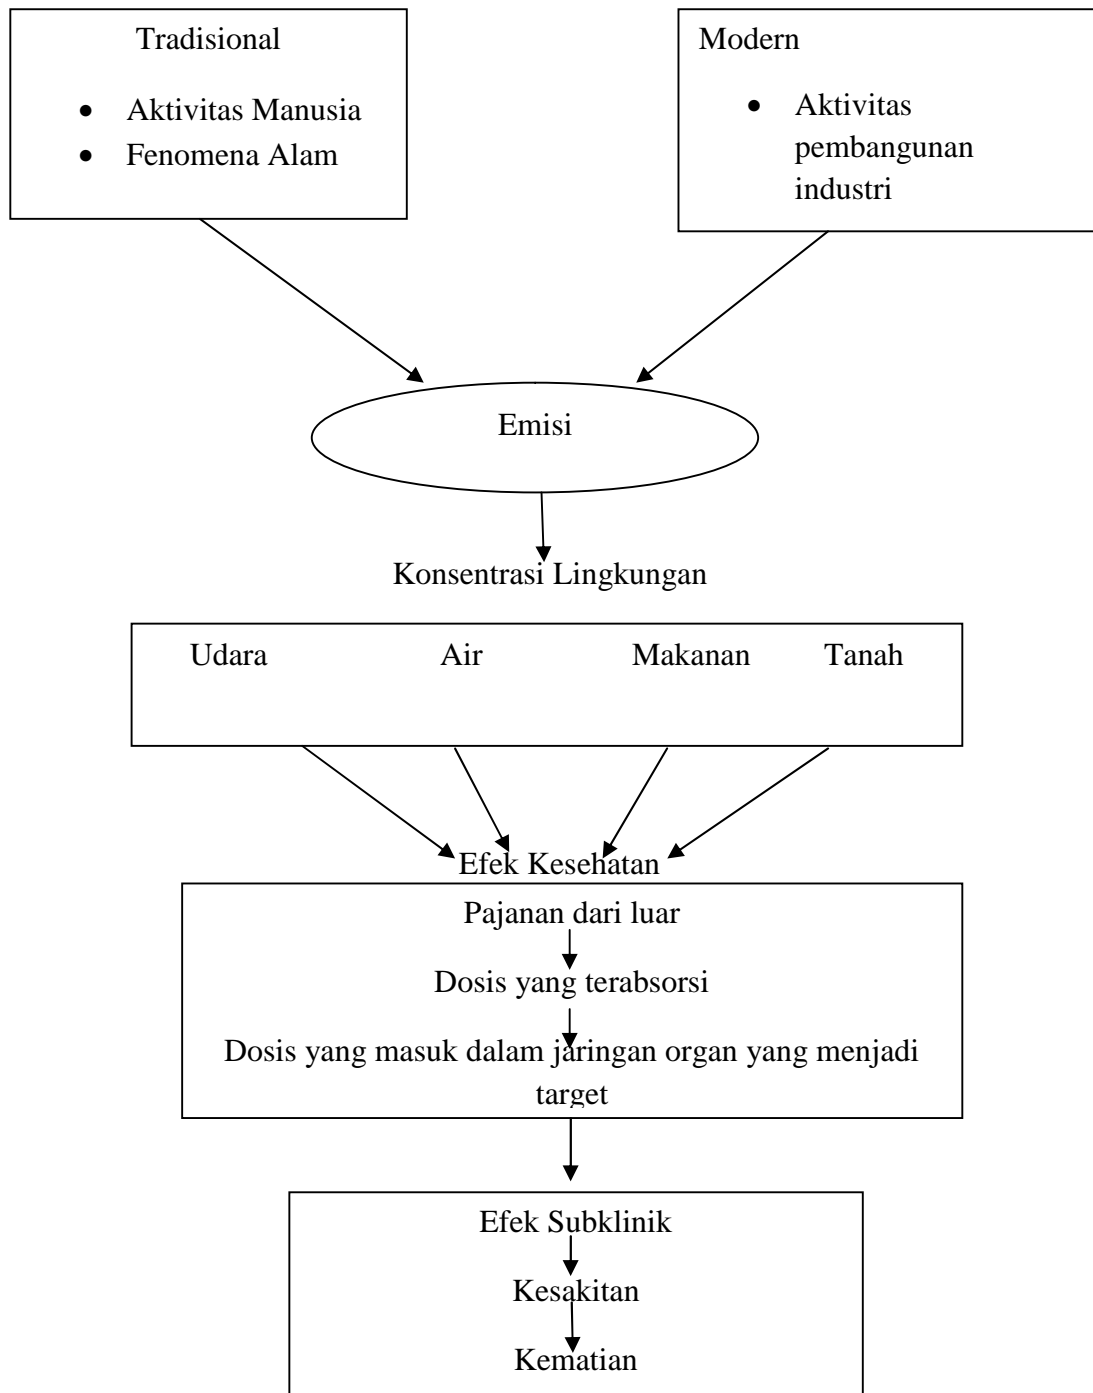 Tradisional
• Aktivitas Manusia
• Fenomena Alam
Modern
• Aktivitas
pembangunan
industri
Emisi
Konsentrasi Lingkungan
Udara Air Makanan Tanah
Efek Kesehatan
Pajanan dari luar
Dosis yang terabsorsi
Dosis yang masuk dalam jaringan organ yang menjadi
target
Efek Subklinik
Kesakitan
Kematian